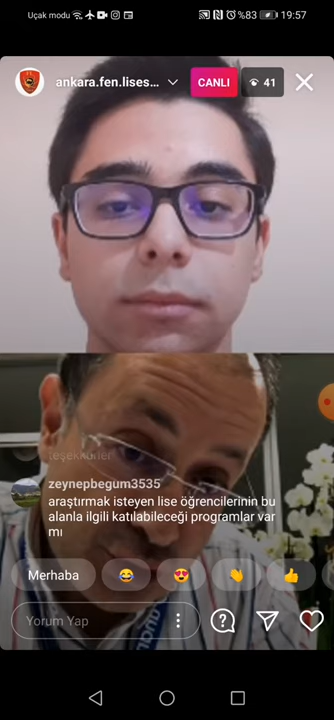 Uçak modu
%83
19:57
ankara.fen.lises...
CANLI
41
teşekkürler
zeynepbegum3535
araştırmak isteyen lise öğrencilerinin bu
alanla ilgili katılabileceği programlar var
mı
Merhaba
Yorum Yap